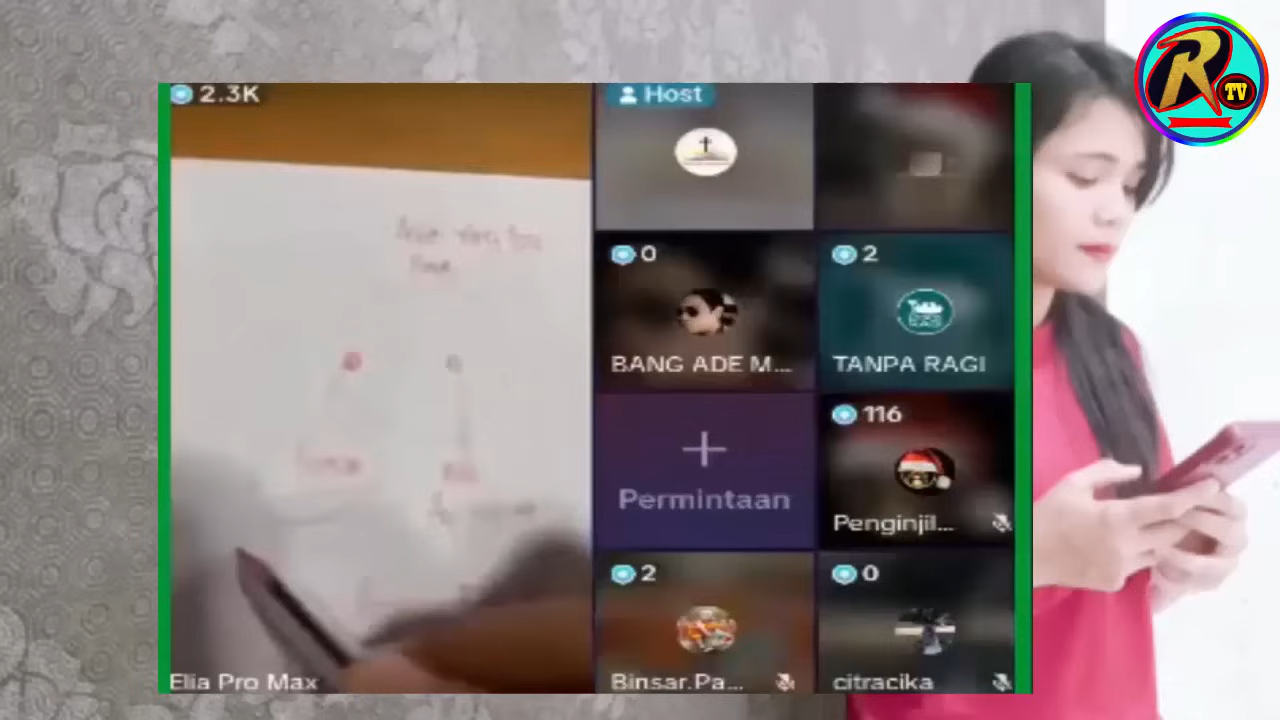 R
TV
2.3K
Host
0
2
BANG ADE M...
TANPA RAGI
116
Permintaan
Penginjil...
2
0
Elia Pro Max
Binsar.Pa...
citracika